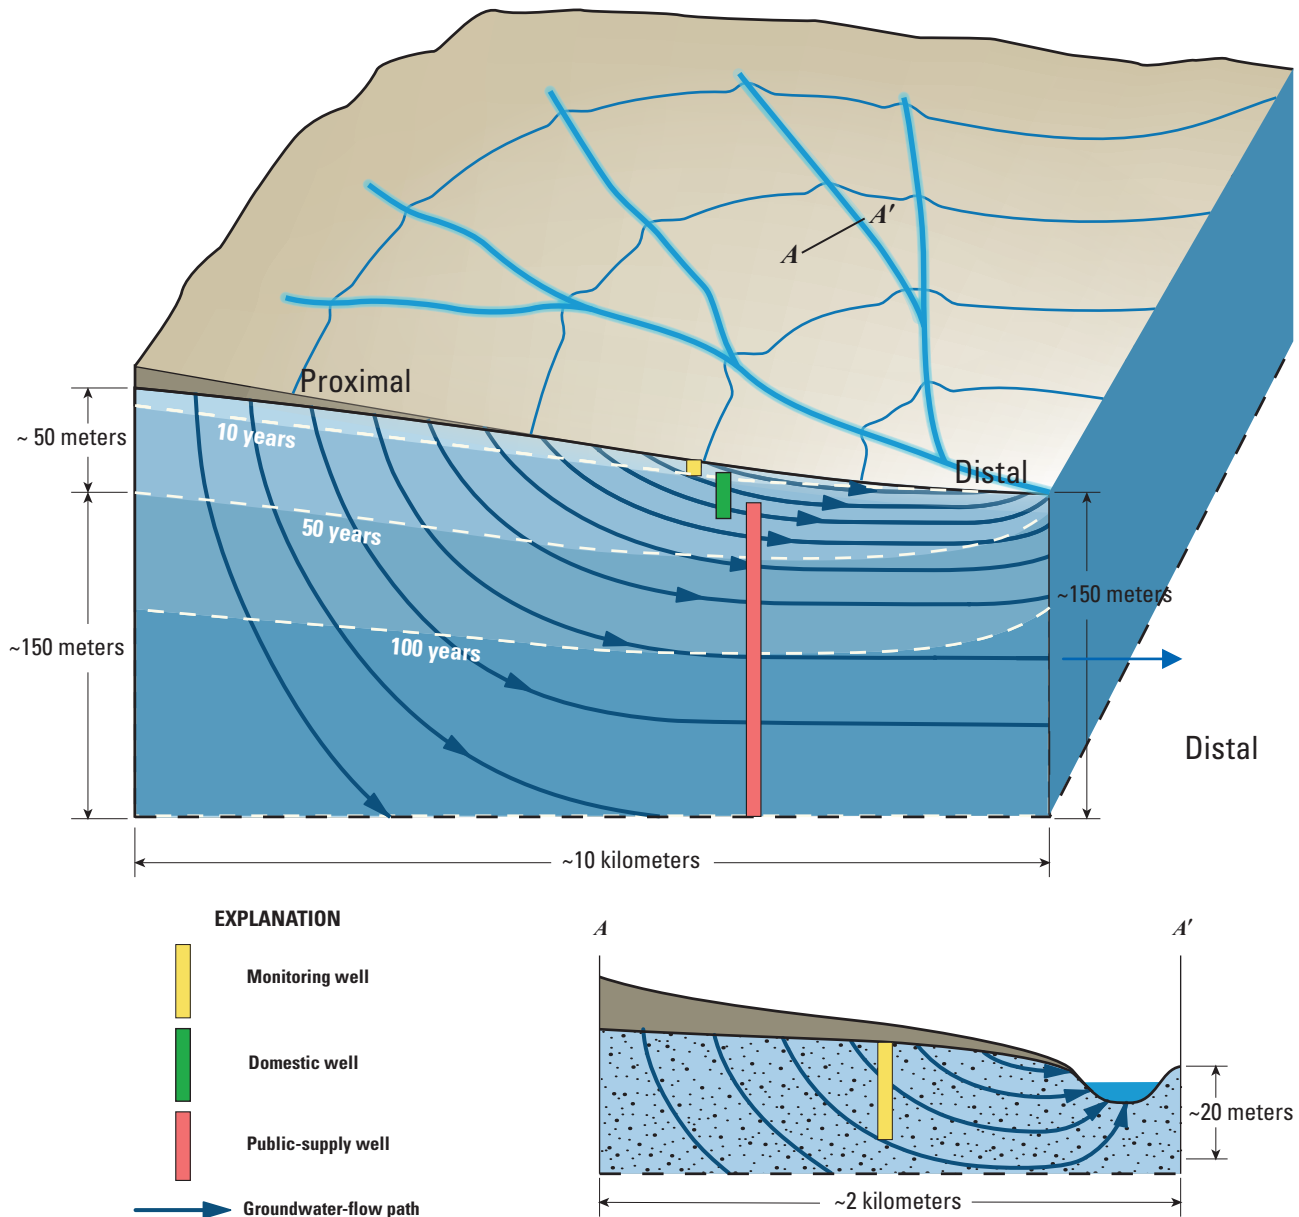 A'
A
Proximal
10 years
~ 50 meters
Distal
50 years
~150 meters
~150 meters
100 years
Distal
~10 kilometers
EXPLANATION
Monitoring well
Domestic well
Public-supply well
Groundwater-flow path
A
A'
~20 meters
~2 kilometers